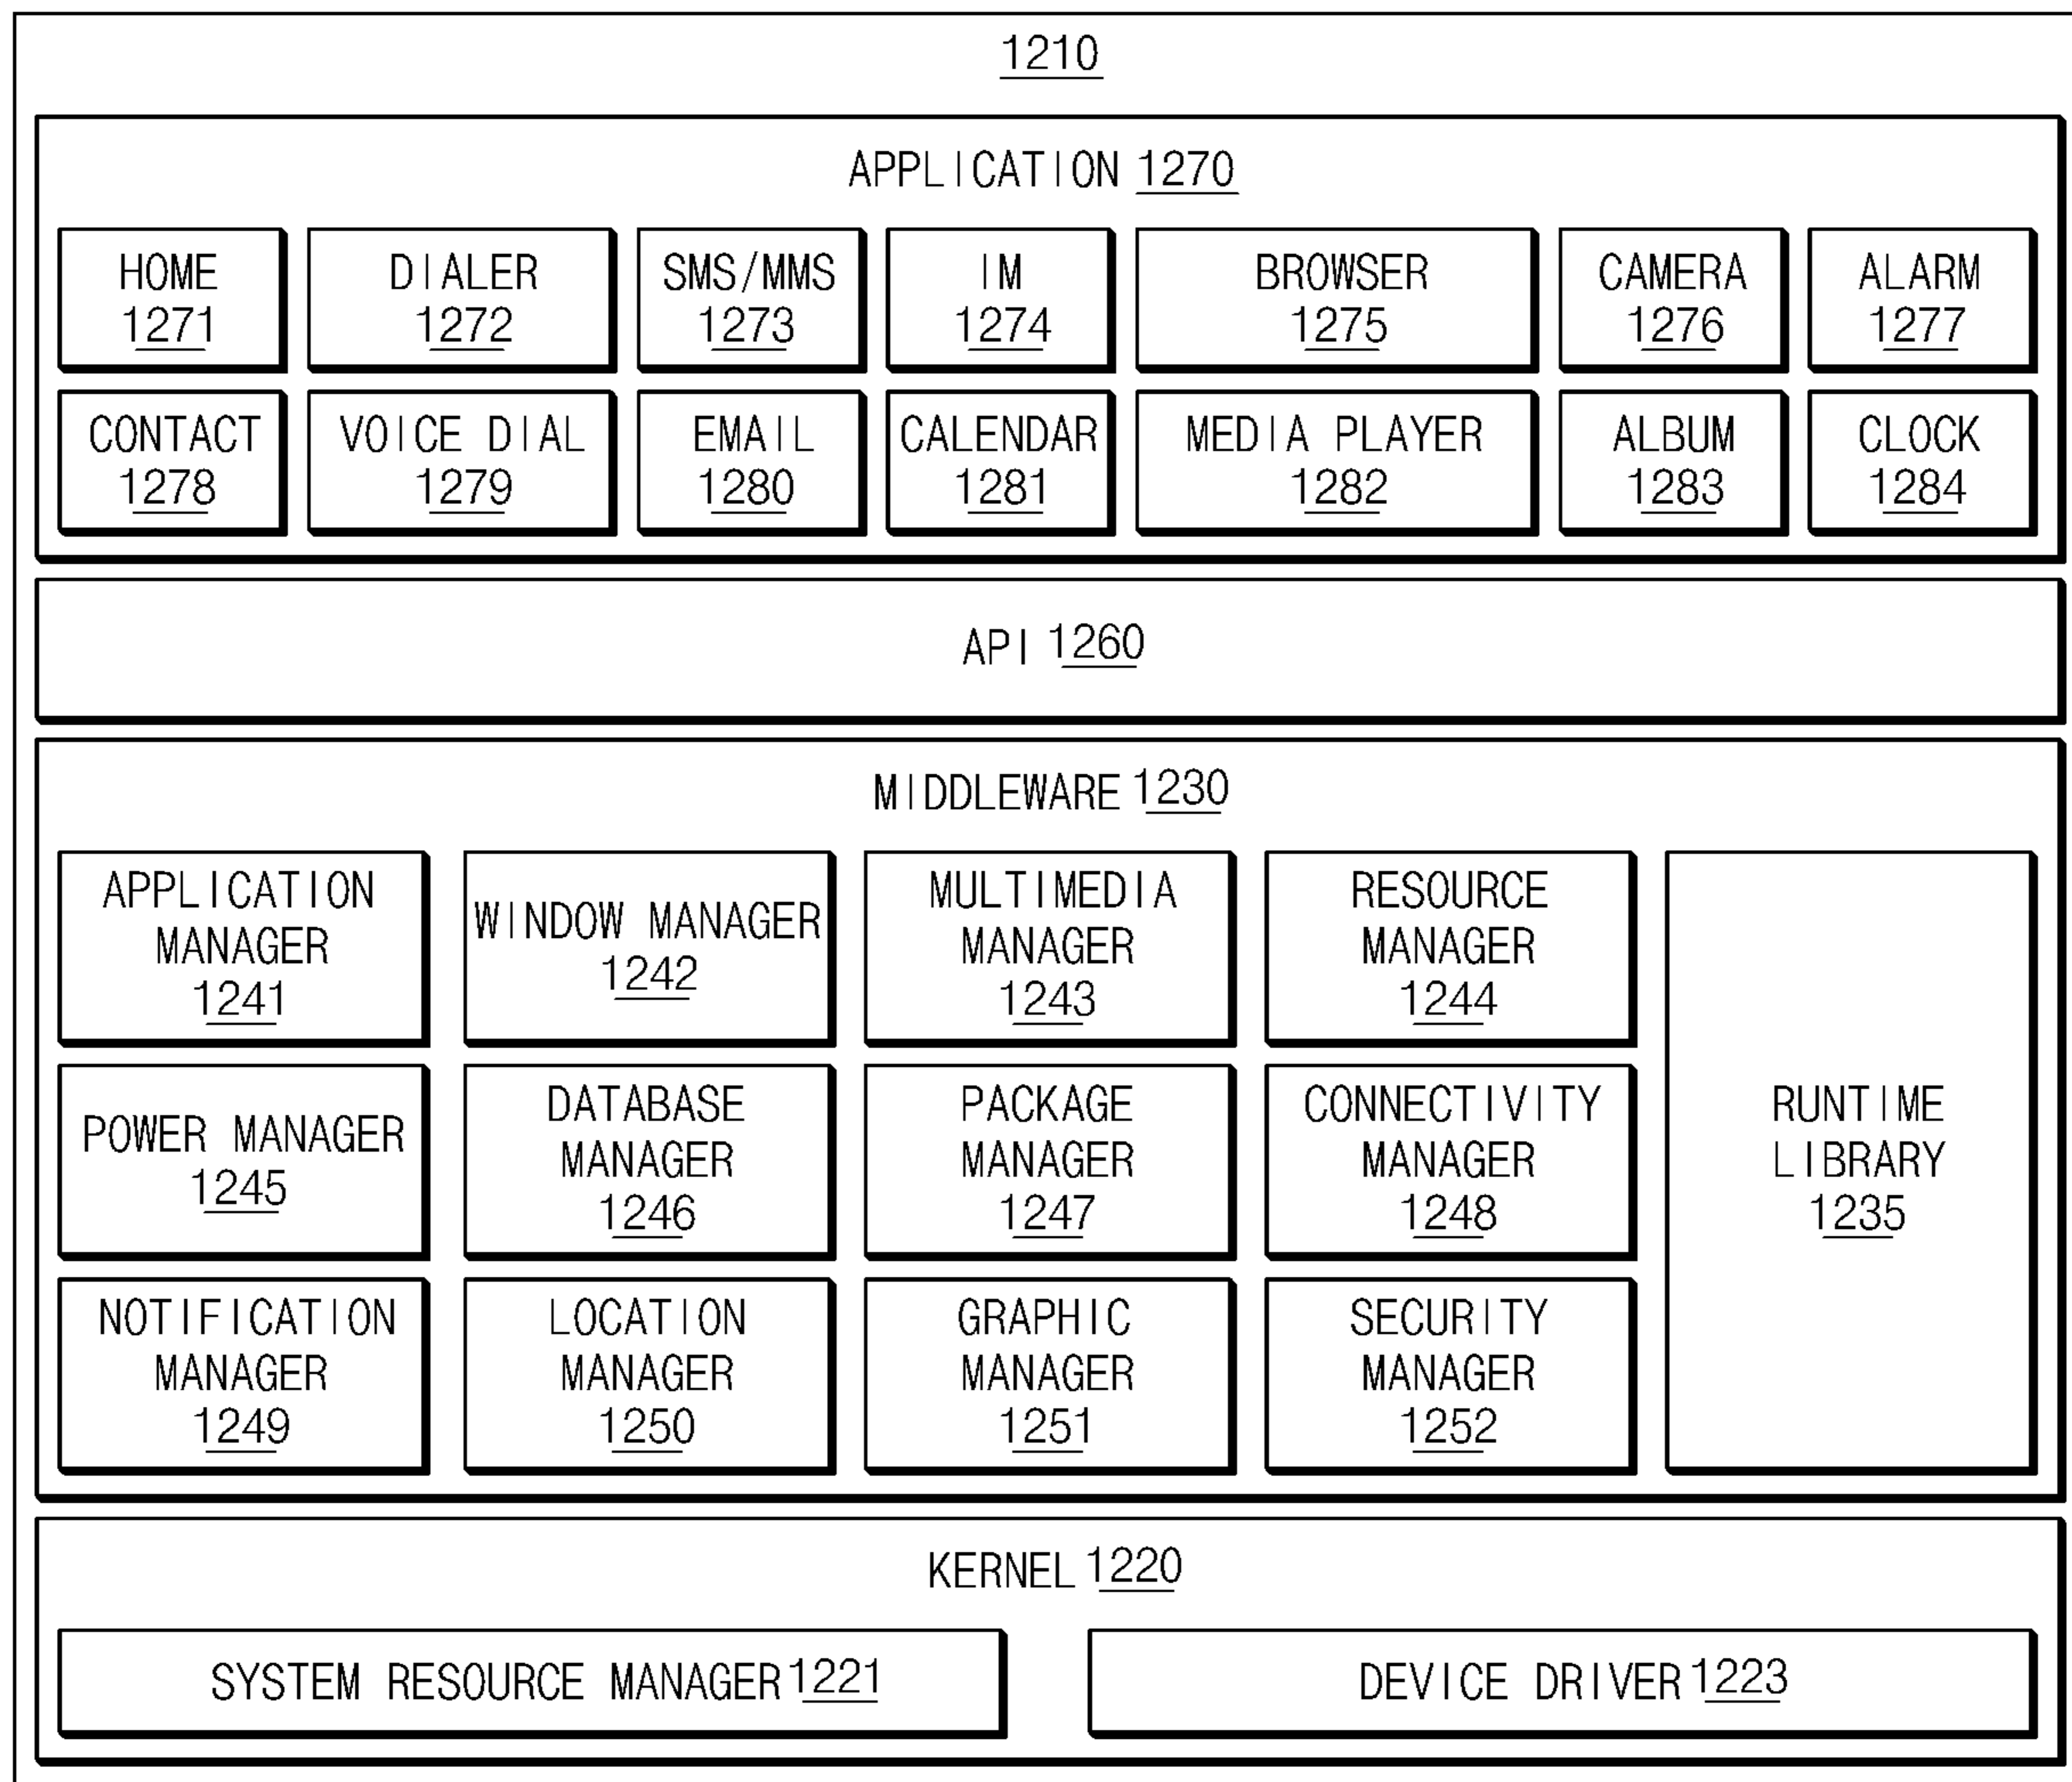 1210
APPLICATION 1270
HOME
1271
DIALER
1272
SMS/MMS
1273
IM
1274
BROWSER
1275
CAMERA
1276
ALARM
1277
CONTACT
1278
VOICE DIAL
1279
EMAIL
1280
CALENDAR
1281
MEDIA PLAYER
1282
ALBUM
1283
CLOCK
1284
API 1260
MIDDLEWARE 1230
APPLICATION
MANAGER
1241
WINDOW MANAGER
1242
MULTIMEDIA
MANAGER
1243
RESOURCE
MANAGER
1244
POWER MANAGER
1245
DATABASE
MANAGER
1246
PACKAGE
MANAGER
1247
CONNECTIVITY
MANAGER
1248
RUNTIME
LIBRARY
1235
NOTIFICATION
MANAGER
1249
LOCATION
MANAGER
1250
GRAPHIC
MANAGER
1251
SECURITY
MANAGER
1252
KERNEL 1220
SYSTEM RESOURCE MANAGER 1221
DEVICE DRIVER 1223